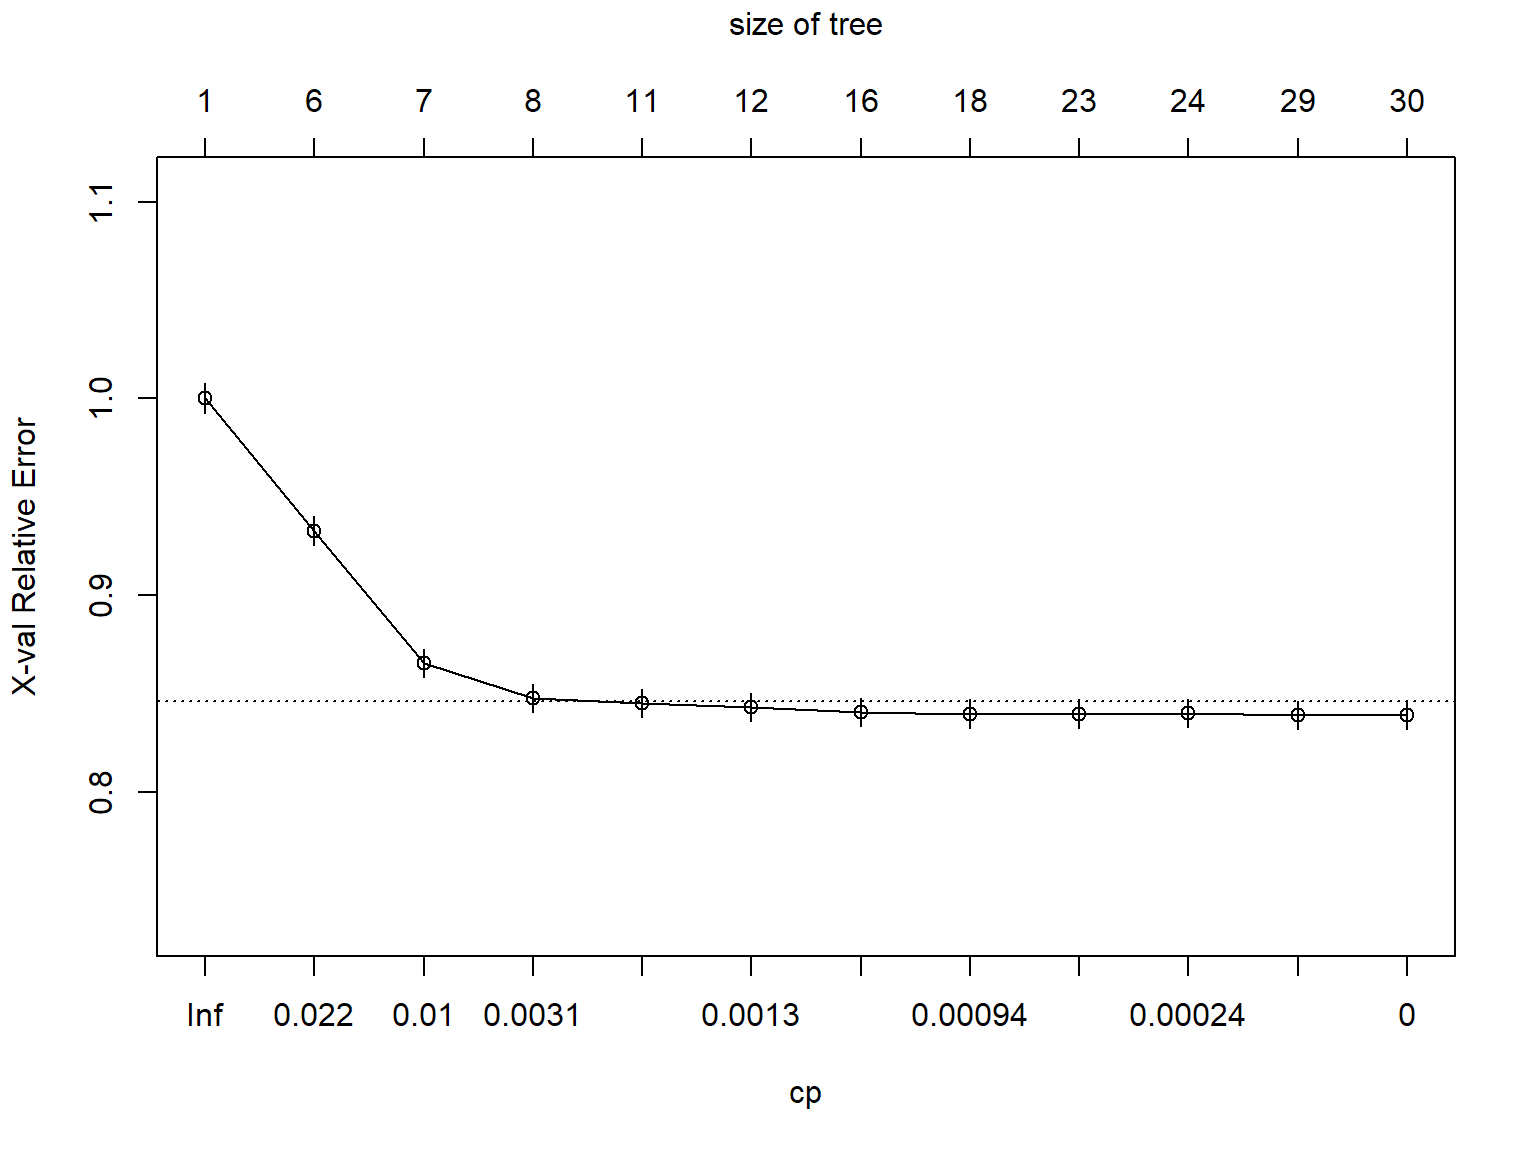 size of tree
1 6 7 8 11 12 16 18 23 24 29 30
X-val Relative Error
1.1
1.0
0.9
0.8
Inf 0.022 0.01 0.0031 0.0013 0.00094 0.00024 0
cp